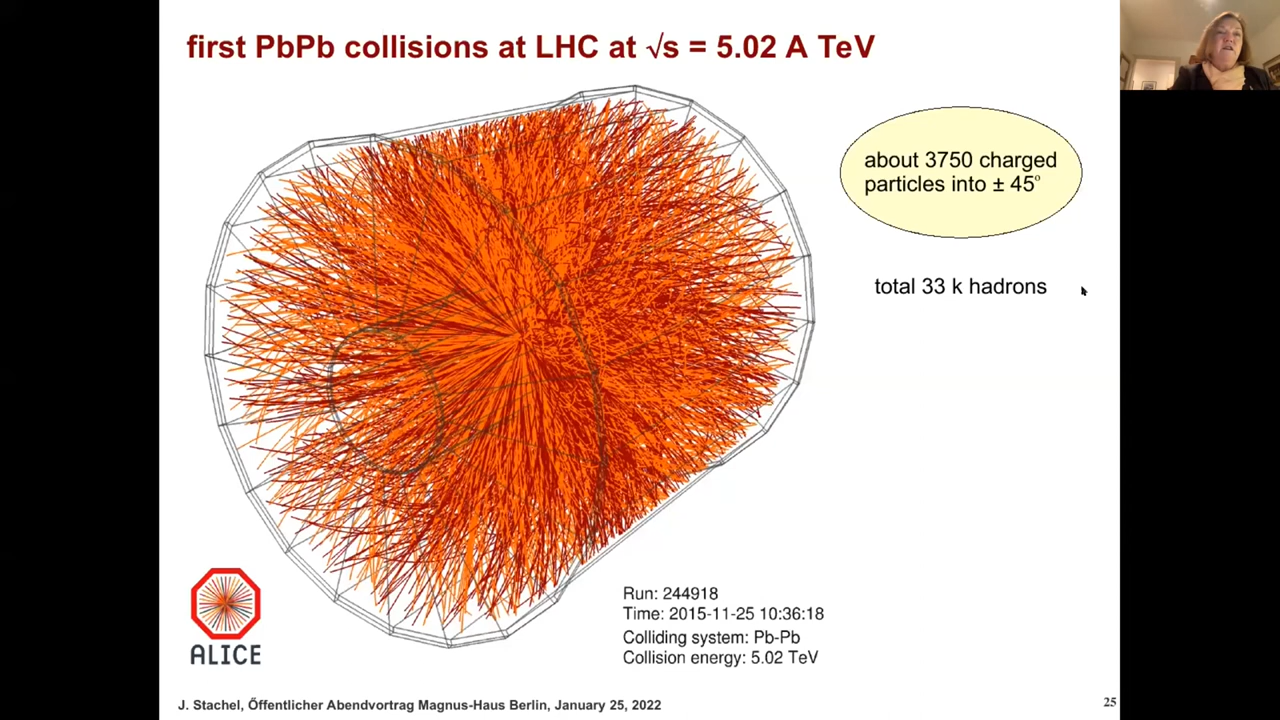 first PbPb collisions at LHC at √s = 5.02 A TeV
about 3750 charged
particles into ± 45°
total 33 k hadrons
Run: 244918
Time: 2015-11-25 10:36:18
Colliding system: Pb-Pb
Collision energy: 5.02 TeV
ALICE
J. Stachel, Öffentlicher Abendvortrag Magnus-Haus Berlin, January 25, 2022
25